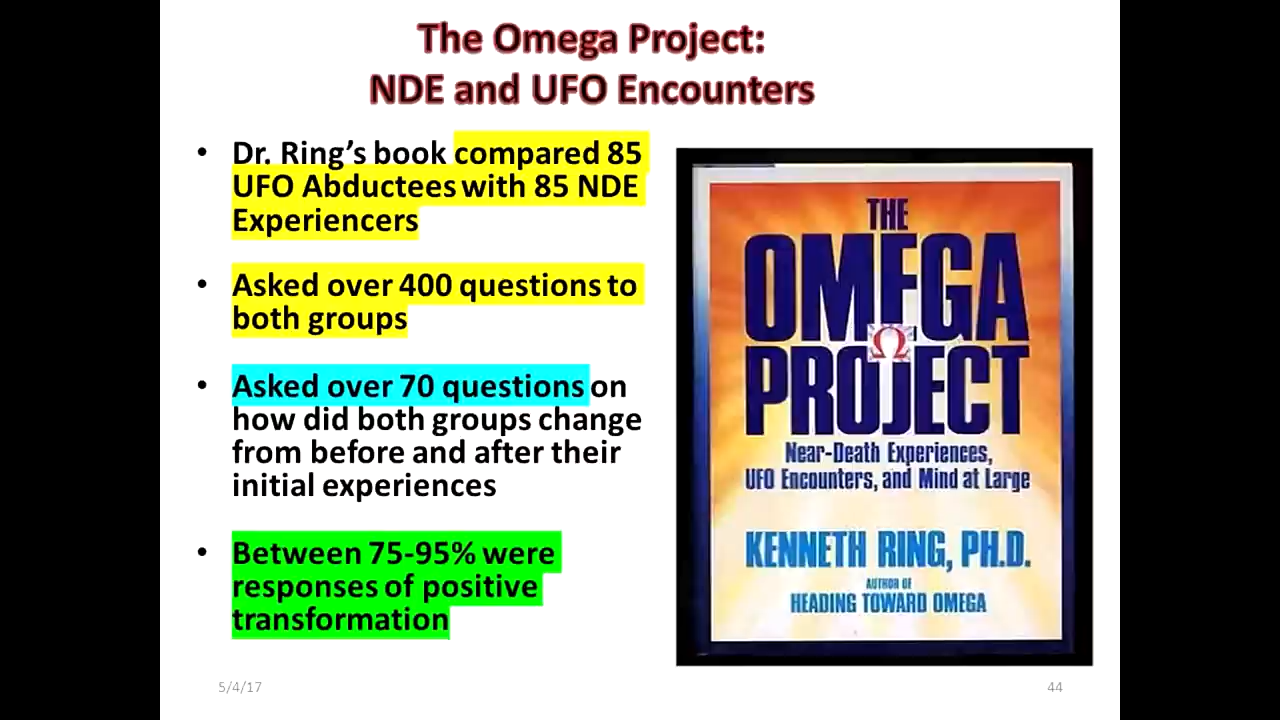 The Omega Project:
NDE and UFO Encounters
• Dr. Ring's book compared 85
UFO Abductees with 85 NDE
Experiencers
• Asked over 400 questions to
both groups
• Asked over 70 questions on
how did both groups change
from before and after their
initial experiences
• Between 75-95% were
responses of positive
transformation
THE
OMEGA
Ω
PROJECT
Near-Death Experiences,
UFO Encounters, and Mind at Large
KENNETH RING, PH.D.
AUTHOR OF
HEADING TOWARD OMEGA
5/4/17
44